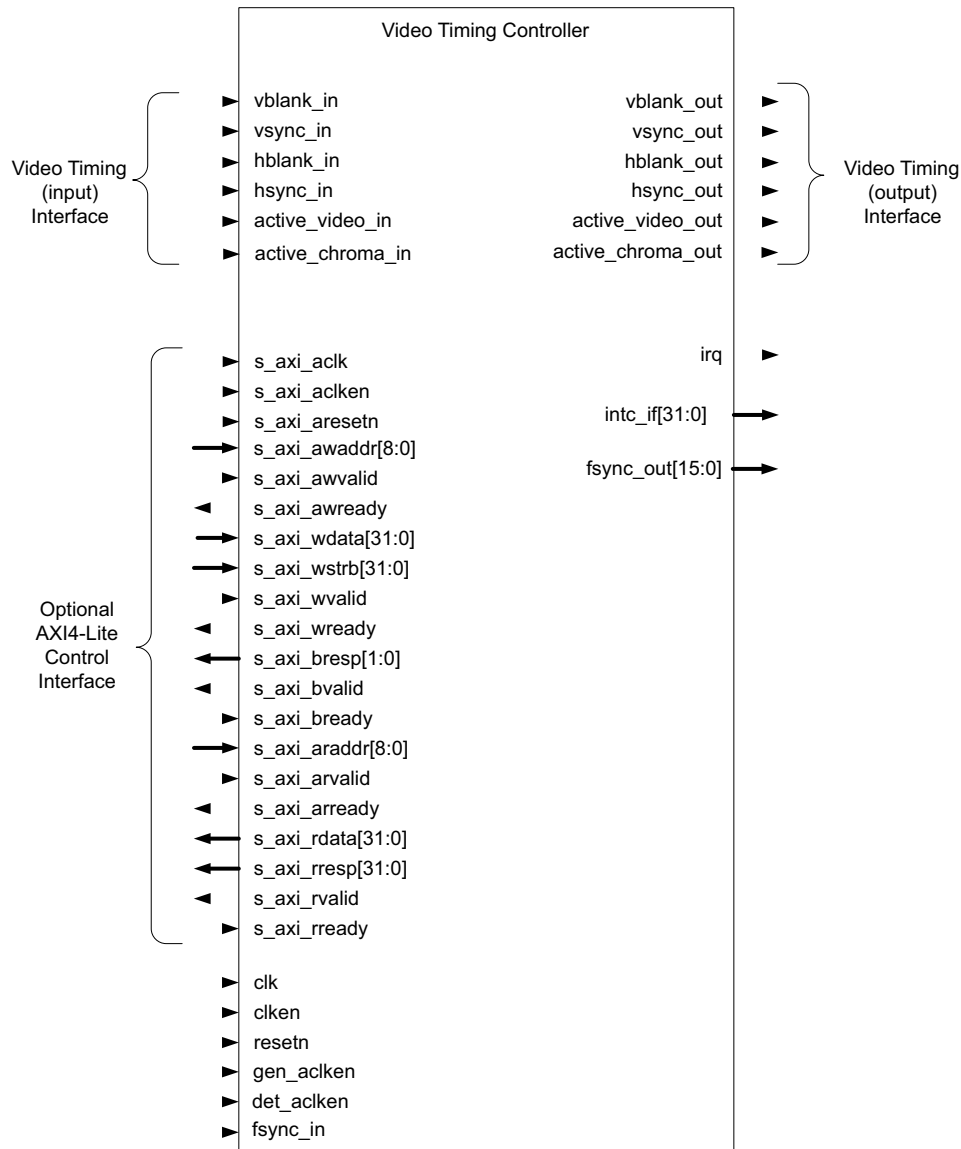 Video Timing Controller
Video Timing
(input)
Interface
vblank_in
vsync_in
hblank_in
hsync_in
active_video_in
active_chroma_in
vblank_out
vsync_out
hblank_out
hsync_out
active_video_out
active_chroma_out
Video Timing
(output)
Interface
Optional
AXI4-Lite
Control
Interface
s_axi_aclk
s_axi_aclken
s_axi_aresetn
s_axi_awaddr[8:0]
s_axi_awvalid
s_axi_awready
s_axi_wdata[31:0]
s_axi_wstrb[31:0]
s_axi_wvalid
s_axi_wready
s_axi_bresp[1:0]
s_axi_bvalid
s_axi_bready
s_axi_araddr[8:0]
s_axi_arvalid
s_axi_arready
s_axi_rdata[31:0]
s_axi_rresp[31:0]
s_axi_rvalid
s_axi_rready
irq
intc_if[31:0]
fsync_out[15:0]
clk
clken
resetn
gen_aclken
det_aclken
fsync_in